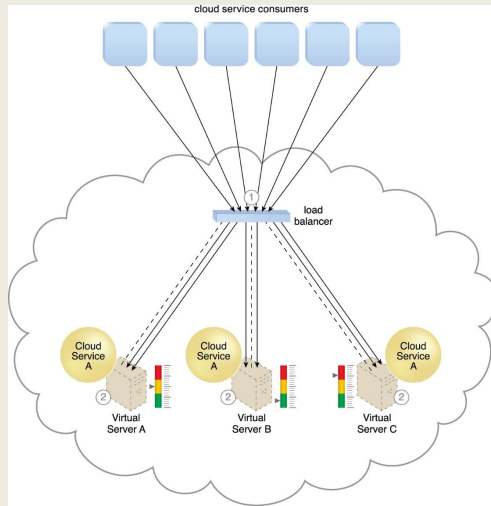 cloud service consumers
1
load
balancer
Cloud
Service
A
2
Virtual
Server A
Cloud
Service
A
2
Virtual
Server B
Cloud
Service
A
2
Virtual
Server C